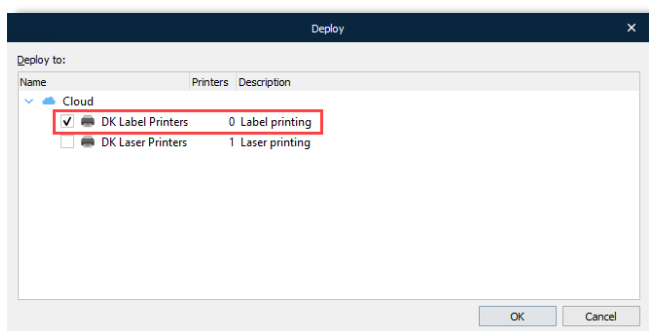 Deploy
Deploy to:
Name Printers Description
Cloud
DK Label Printers 0 Label printing
DK Laser Printers 1 Laser printing
OK Cancel